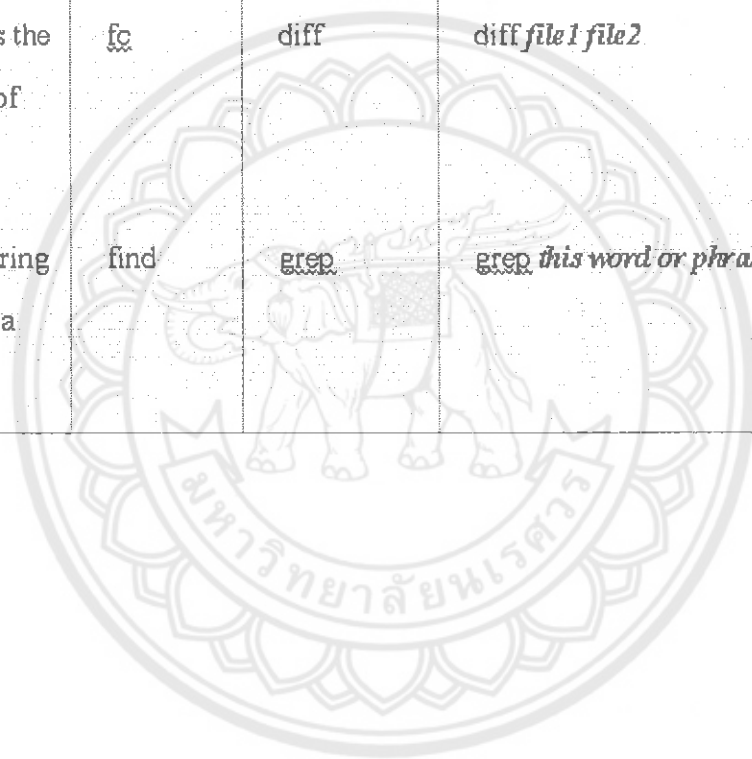 s the fc diff diff file1 file2
of
ring find grep grep this word or phra
a
มหาวิทยาลัยนเรศวร